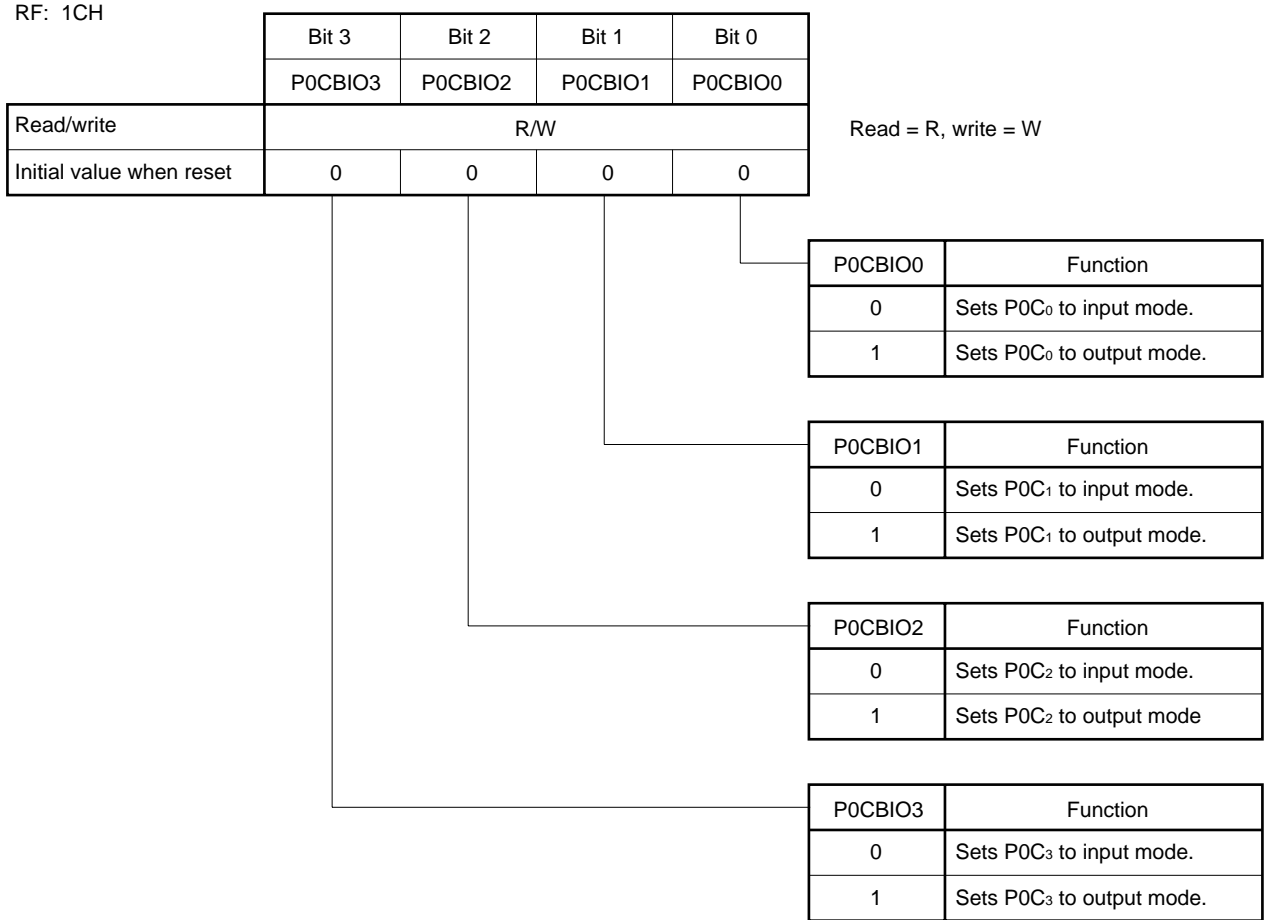 RF: 1CH
Bit 3 Bit 2 Bit 1 Bit 0
P0CBIO3 P0CBIO2 P0CBIO1 P0CBIO0
Read/write R/W Read = R, write = W
Initial value when reset 0 0 0 0
P0CBIO0 Function
0 Sets P0C₀ to input mode.
1 Sets P0C₀ to output mode.
P0CBIO1 Function
0 Sets P0C₁ to input mode.
1 Sets P0C₁ to output mode.
P0CBIO2 Function
0 Sets P0C₂ to input mode.
1 Sets P0C₂ to output mode
P0CBIO3 Function
0 Sets P0C₃ to input mode.
1 Sets P0C₃ to output mode.